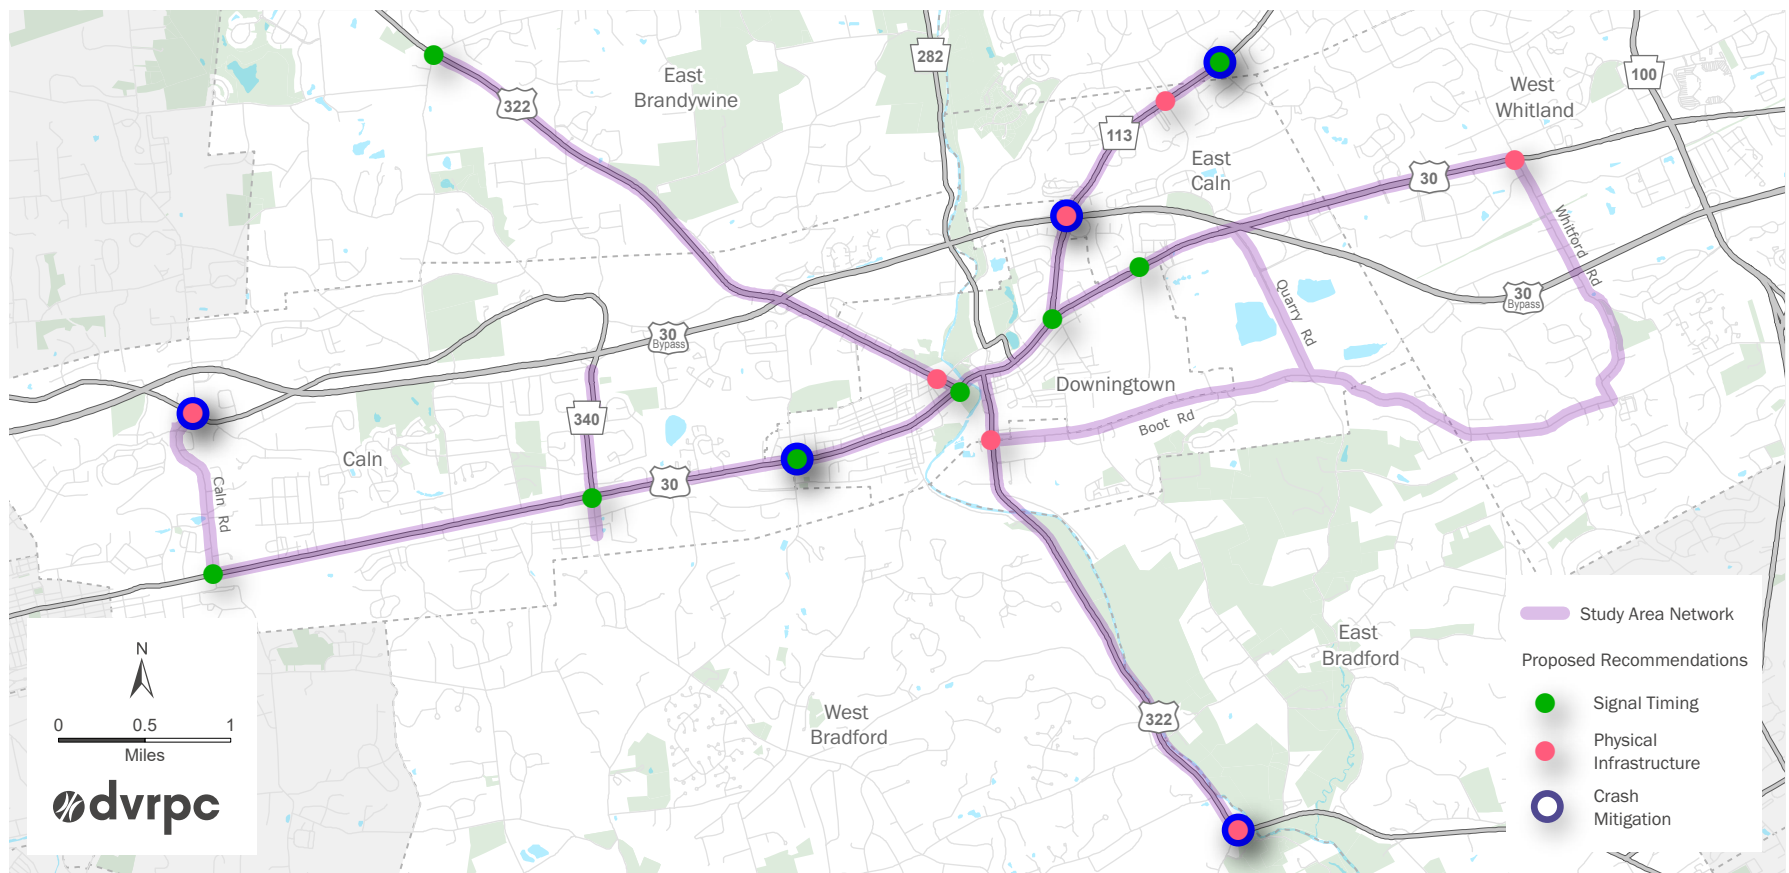 East
Brandywine
322
282
113
East
Caln
West
Whitland
100
30
Whitford Rd
30
Bypass
Quarry Rd
30
Bypass
340
Caln
Caln Rd
30
Downingtown
Boot Rd
West
Bradford
East
Bradford
322
N
0 0.5 1
Miles
dvrpc
Study Area Network
Proposed Recommendations
Signal Timing
Physical
Infrastructure
Crash
Mitigation